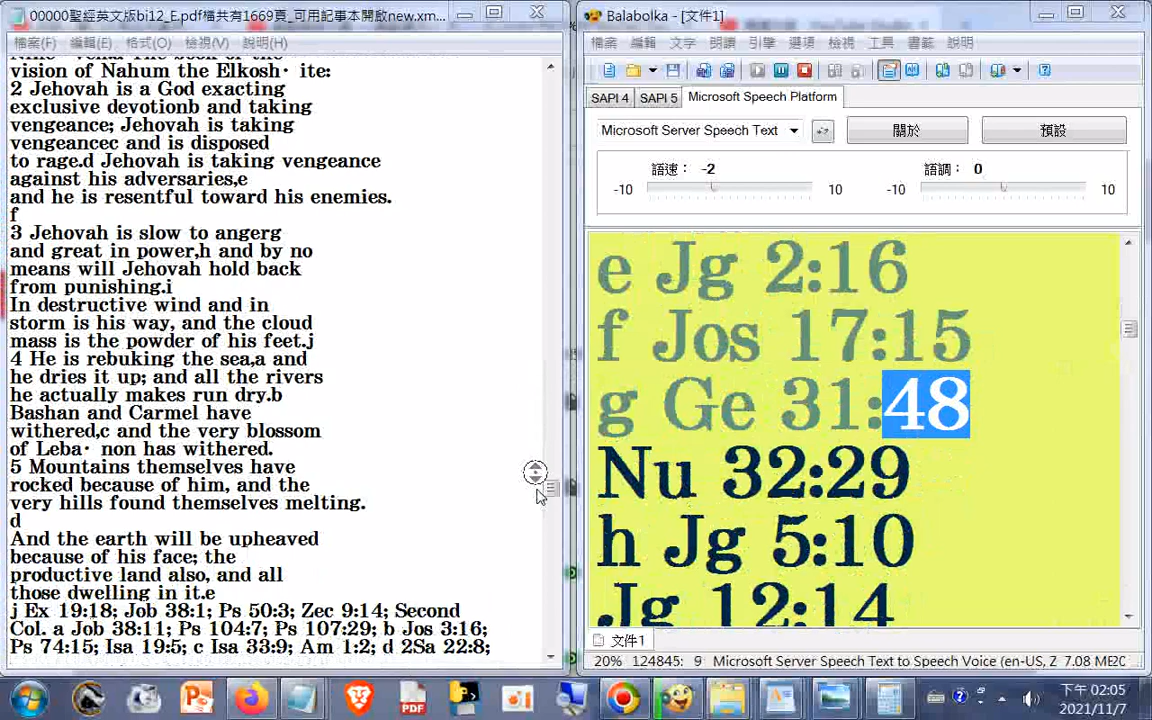 00000聖經英文版bi12_E.pdf檔共有1669頁_可用記事本開啟new.xm...
檔案(F) 編輯(E) 格式(O) 檢視(V) 說明(H)
vision of Nahum the Elkosh· ite:
2 Jehovah is a God exacting
exclusive devotionb and taking
vengeance; Jehovah is taking
vengeancec and is disposed
to rage.d Jehovah is taking vengeance
against his adversaries,e
and he is resentful toward his enemies.
f
3 Jehovah is slow to angerg
and great in power,h and by no
means will Jehovah hold back
from punishing.i
In destructive wind and in
storm is his way, and the cloud
mass is the powder of his feet.j
4 He is rebuking the sea,a and
he dries it up; and all the rivers
he actually makes run dry.b
Bashan and Carmel have
withered,c and the very blossom
of Leba· non has withered.
5 Mountains themselves have
rocked because of him, and the
very hills found themselves melting.
d
And the earth will be upheaved
because of his face; the
productive land also, and all
those dwelling in it.e
j Ex 19:18; Job 38:1; Ps 50:3; Zec 9:14; Second
Col. a Job 38:11; Ps 104:7; Ps 107:29; b Jos 3:16;
Ps 74:15; Isa 19:5; c Isa 33:9; Am 1:2; d 2Sa 22:8;
Balabolka - [文件1]
檔案 編輯 文字 朗讀 引擎 選項 檢視 工具 書籤 說明
SAPI 4 SAPI 5 Microsoft Speech Platform
Microsoft Server Speech Text 關於 預設
語速： -2 語調： 0
-10 10 -10 10
e Jg 2:16
f Jos 17:15
g Ge 31:48
Nu 32:29
h Jg 5:10
Jg 12:14
文件1
20% 124845: 9 Microsoft Server Speech Text to Speech Voice (en-US, Z 7.08 ME
下午 02:05
2021/11/7